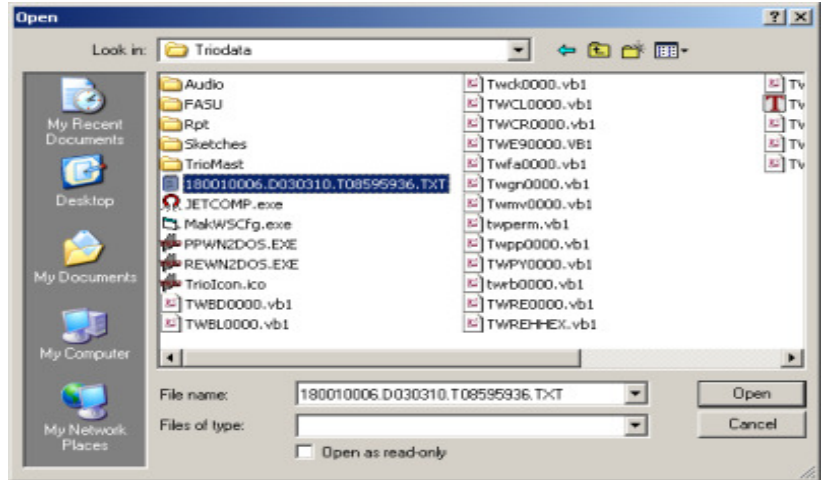 Open
Look in: Triodata
My Recent Documents
Desktop
My Documents
My Computer
My Network Places
Audio
FASU
Rpt
Sketches
TrioMast
180010006.D030310.T08595936.TXT
JETCOMP.exe
MakWSCfg.exe
PPWN2DOS.EXE
REWN2DOS.EXE
TrioIcon.ico
TWBD0000.vb1
TWBL0000.vb1
Twck0000.vb1
TWCL0000.vb1
TWCR0000.vb1
TWE90000.VB1
Twfa0000.vb1
Twgn0000.vb1
Twmv0000.vb1
twperm.vb1
Twpp0000.vb1
TWPY0000.vb1
twrb0000.vb1
TWRE0000.vb1
TWREHHEX.vb1
File name: 180010006.D030310.T08595936.TXT
Open
Files of type:
Cancel
Open as read-only